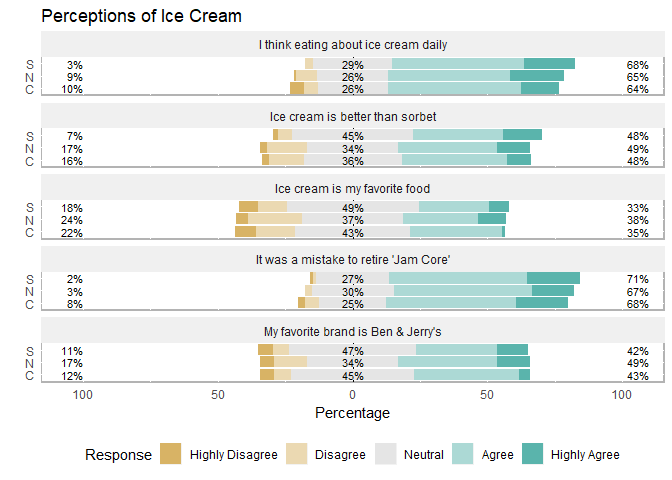 Perceptions of Ice Cream
I think eating about ice cream daily
S 3% 29% 68%
N 9% 26% 65%
C 10% 26% 64%
Ice cream is better than sorbet
S 7% 45% 48%
N 17% 34% 49%
C 16% 36% 48%
Ice cream is my favorite food
S 18% 49% 33%
N 24% 37% 38%
C 22% 43% 35%
It was a mistake to retire 'Jam Core'
S 2% 27% 71%
N 3% 30% 67%
C 8% 25% 68%
My favorite brand is Ben & Jerry's
S 11% 47% 42%
N 17% 34% 49%
C 12% 45% 43%
100 50 0 50 100
Percentage
Response Highly Disagree Disagree Neutral Agree Highly Agree